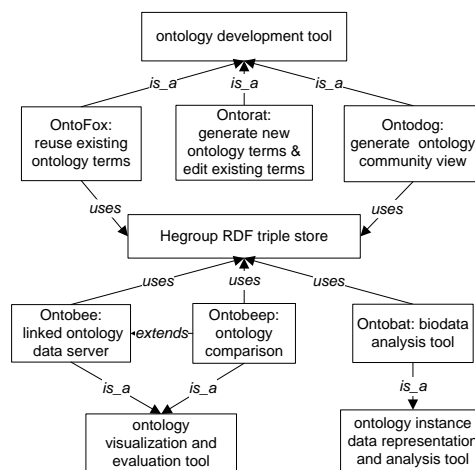 ontology development tool
is_a
is_a
is_a
OntoFox:
reuse existing
ontology terms
Ontorat:
generate new
ontology terms &
edit existing terms
Ontodog:
generate ontology
community view
uses
uses
Hegroup RDF triple store
uses
uses
uses
Ontobee:
linked ontology
data server
extends
Ontobeep:
ontology
comparison
Ontobat: biodata
analysis tool
is_a
is_a
is_a
ontology
visualization and
evaluation tool
ontology instance
data representation
and analysis tool